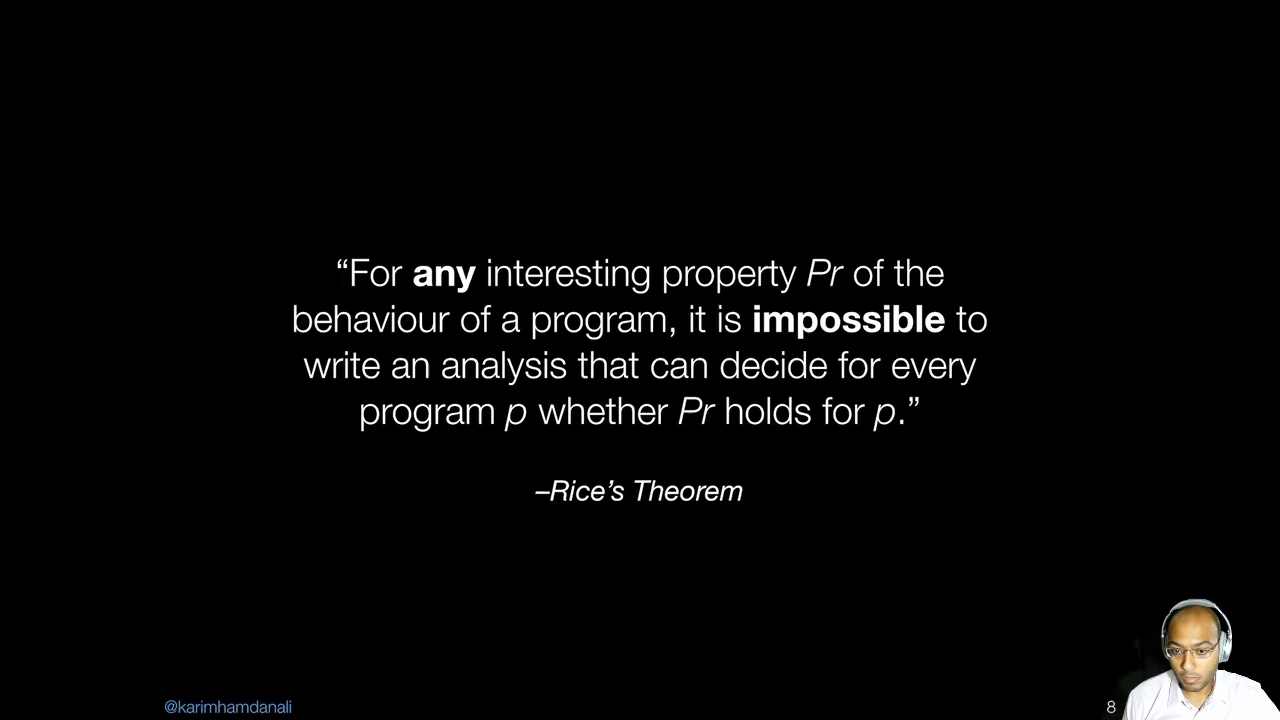 “For any interesting property Pr of the
behaviour of a program, it is impossible to
write an analysis that can decide for every
program p whether Pr holds for p.”
–Rice’s Theorem
@karimhamdanali
8